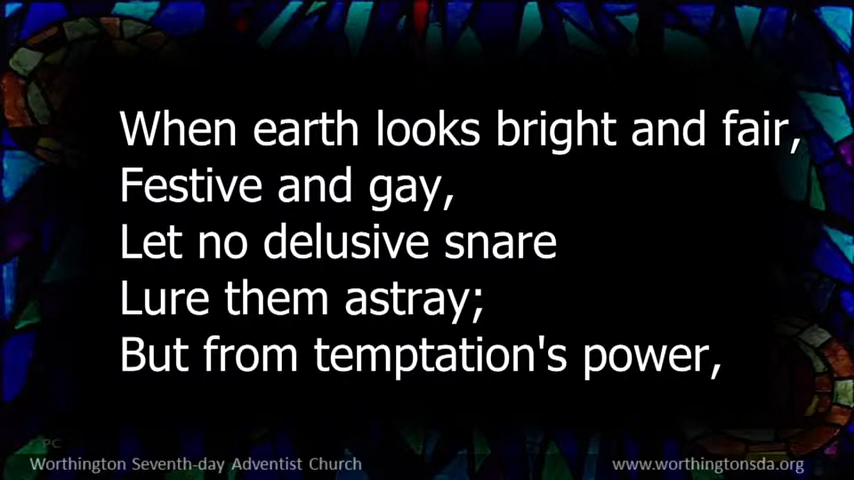 When earth looks bright and fair,
Festive and gay,
Let no delusive snare
Lure them astray;
But from temptation's power,
PC
Worthington Seventh-day Adventist Church
www.worthingtonsda.org